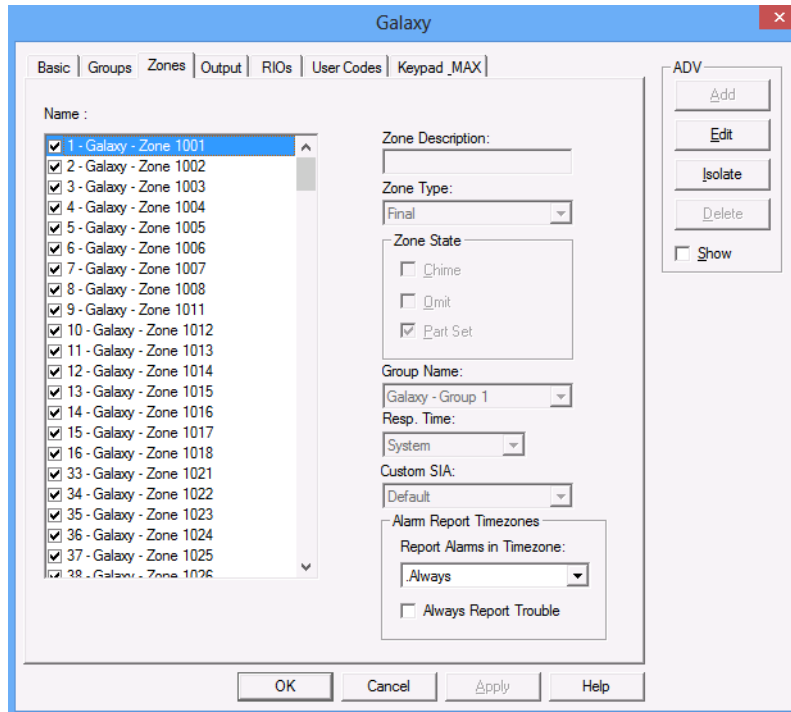 Galaxy
Basic Groups Zones Output RIOs User Codes Keypad_MAX
Name :
1 - Galaxy - Zone 1001
2 - Galaxy - Zone 1002
3 - Galaxy - Zone 1003
4 - Galaxy - Zone 1004
5 - Galaxy - Zone 1005
6 - Galaxy - Zone 1006
7 - Galaxy - Zone 1007
8 - Galaxy - Zone 1008
9 - Galaxy - Zone 1011
10 - Galaxy - Zone 1012
11 - Galaxy - Zone 1013
12 - Galaxy - Zone 1014
13 - Galaxy - Zone 1015
14 - Galaxy - Zone 1016
15 - Galaxy - Zone 1017
16 - Galaxy - Zone 1018
33 - Galaxy - Zone 1021
34 - Galaxy - Zone 1022
35 - Galaxy - Zone 1023
36 - Galaxy - Zone 1024
37 - Galaxy - Zone 1025
38 - Galaxy - Zone 1026
Zone Description:
Zone Type:
Final
Zone State
Chime
Omit
Part Set
Group Name:
Galaxy - Group 1
Resp. Time:
System
Custom SIA:
Default
Alarm Report Timezones
Report Alarms in Timezone:
.Always
Always Report Trouble
ADV
Add
Edit
Isolate
Delete
Show
OK Cancel Apply Help